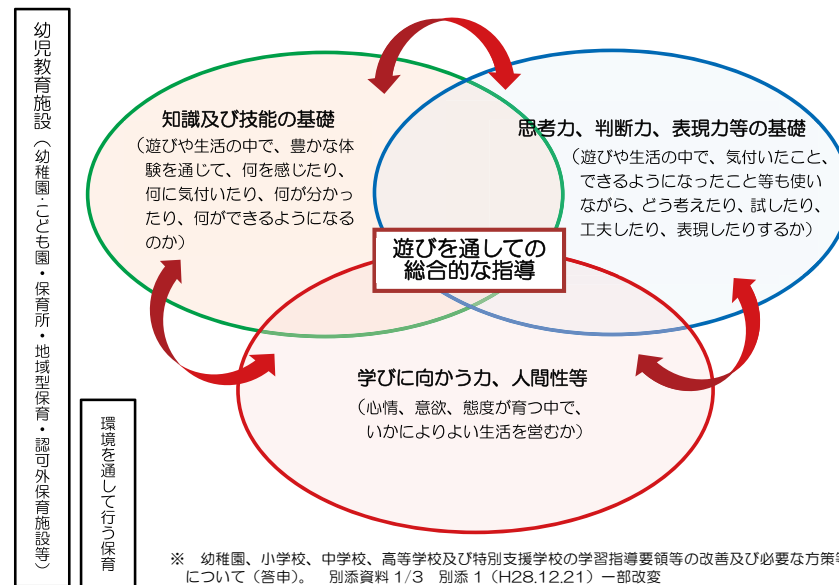 幼児教育施設（幼稚園・こども園・保育所・地域型保育・認可外保育施設等）
環境を通して行う保育
知識及び技能の基礎
（遊びや生活の中で、豊かな体
験を通じて、何を感じたり、
何に気付いたり、何が分かっ
たり、何ができるようになる
のか）
思考力、判断力、表現力等の基礎
（遊びや生活の中で、気付いたこと、
できるようになったこと等も使い
ながら、どう考えたり、試したり、
工夫したり、表現したりするか）
遊びを通しての
総合的な指導
学びに向かう力、人間性等
（心情、意欲、態度が育つ中で、
いかによりよい生活を営むか）
※　幼稚園、小学校、中学校、高等学校及び特別支援学校の学習指導要領等の改善及び必要な方策等
について（答申）。　別添資料 1/3　別添 1（H28.12.21）一部改変